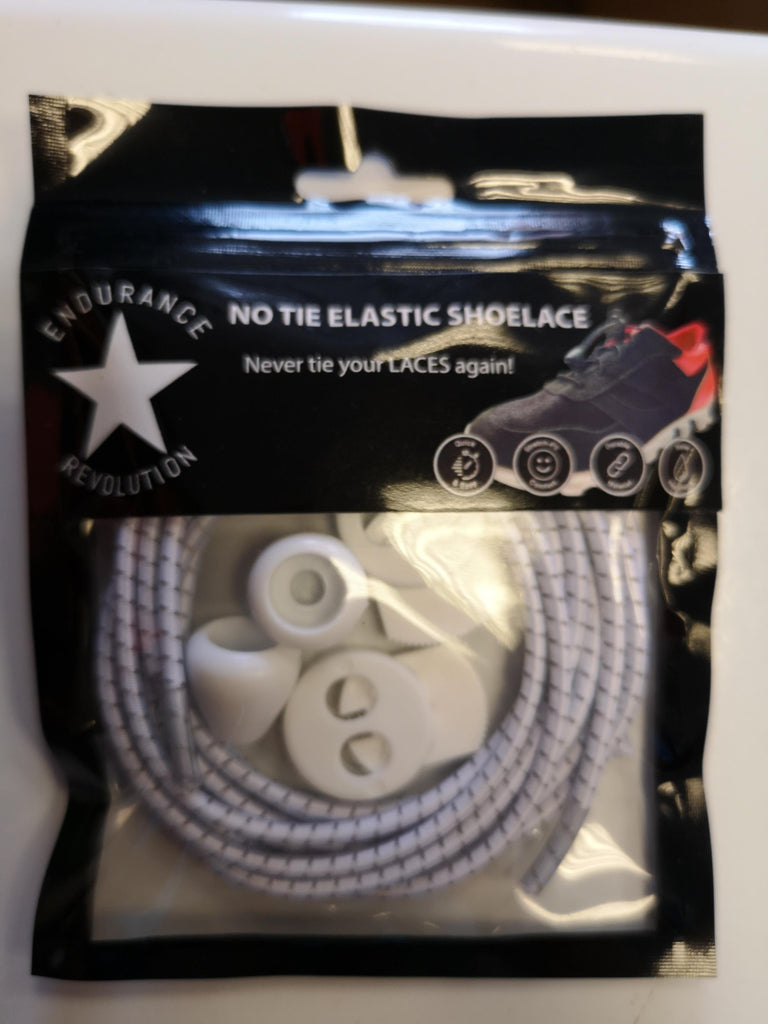 ENDURANCE
REVOLUTION
NO TIE ELASTIC SHOELACE
Never tie your LACES again!